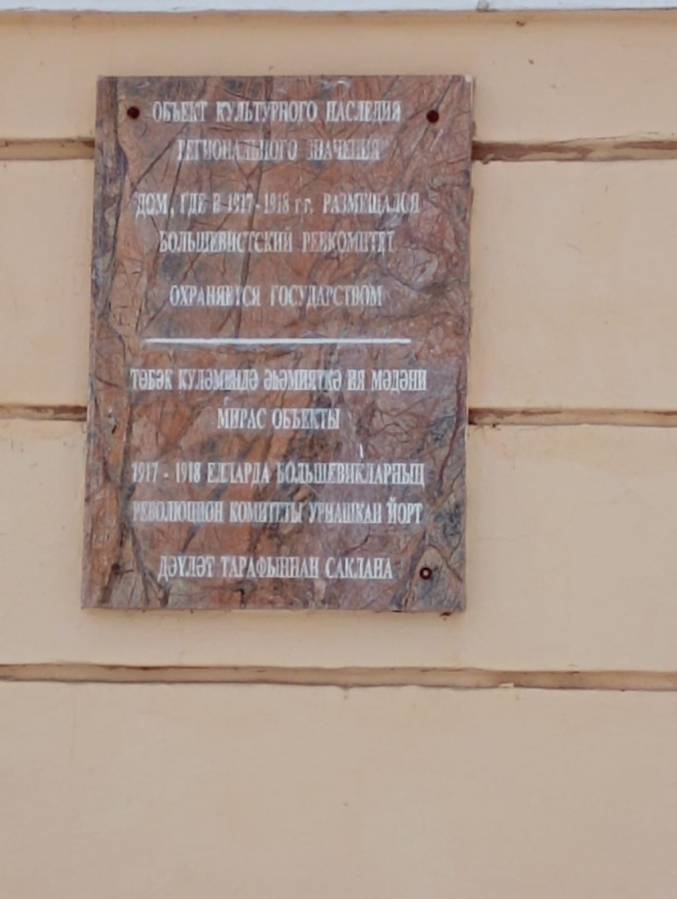 ОБЪЕКТ КУЛЬТУРНОГО НАСЛЕДИЯ
РЕГИОНАЛЬНОГО ЗНАЧЕНИЯ
ДОМ, ГДЕ В 1917 - 1918 г.г. РАЗМЕЩАЛСЯ
БОЛЬШЕВИСТСКИЙ РЕВКОМИТЕТ
ОХРАНЯЕТСЯ ГОСУДАРСТВОМ
ТӨБӘК КУЛӘМЕНДӘ ӘҺӘМИЯТКӘ ИЯ МӘДӘНИ
МИРАС ОБЪЕКТЫ
1917 - 1918 ЕЛЛАРДА БОЛЬШЕВИКЛАРНЫҢ
РЕВОЛЮЦИОН КОМИТЕТЫ УРНАШКАН ЙОРТ
ДӘҮЛӘТ ТАРАФЫННАН САКЛАНА